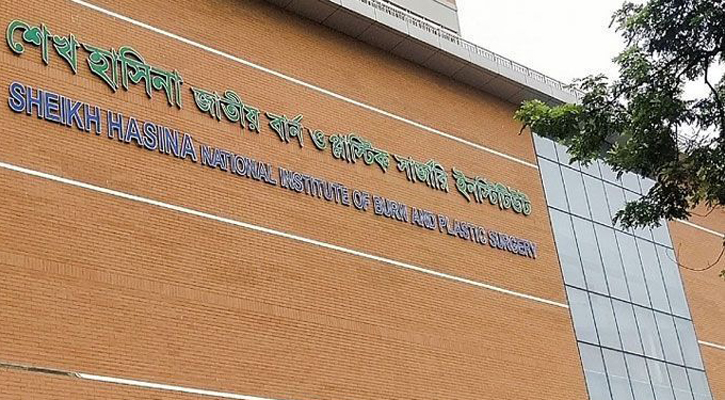 শেখ হাসিনা জাতীয় বার্ন ও প্লাস্টিক সার্জারি ইনস্টিটিউট
SHEIKH HASINA NATIONAL INSTITUTE OF BURN AND PLASTIC SURGERY